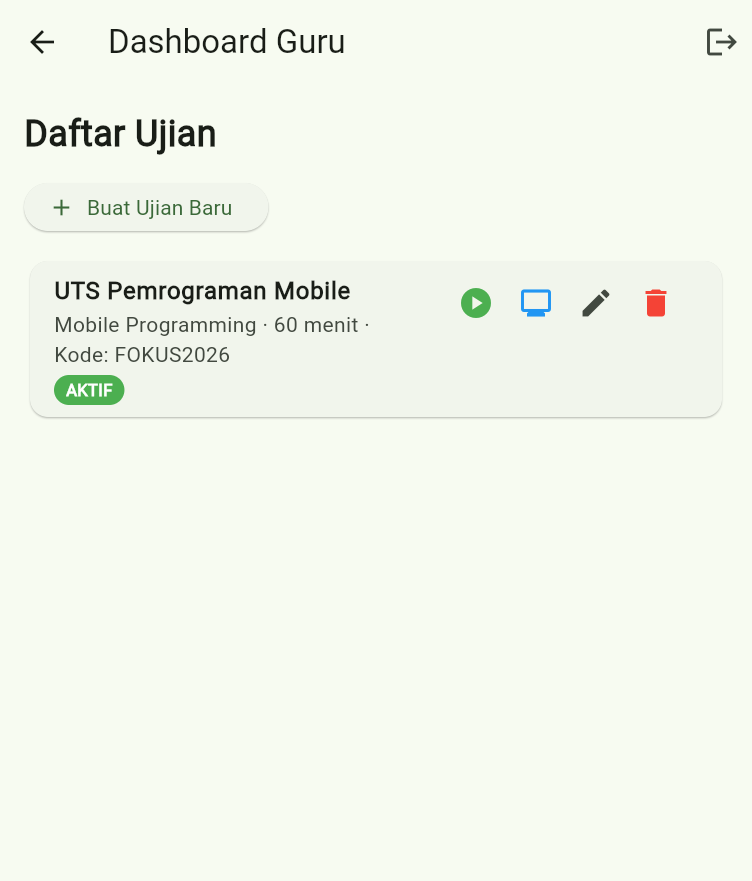 Dashboard Guru
Daftar Ujian
Buat Ujian Baru
UTS Pemrograman Mobile
Mobile Programming · 60 menit ·
Kode: FOKUS2026
AKTIF